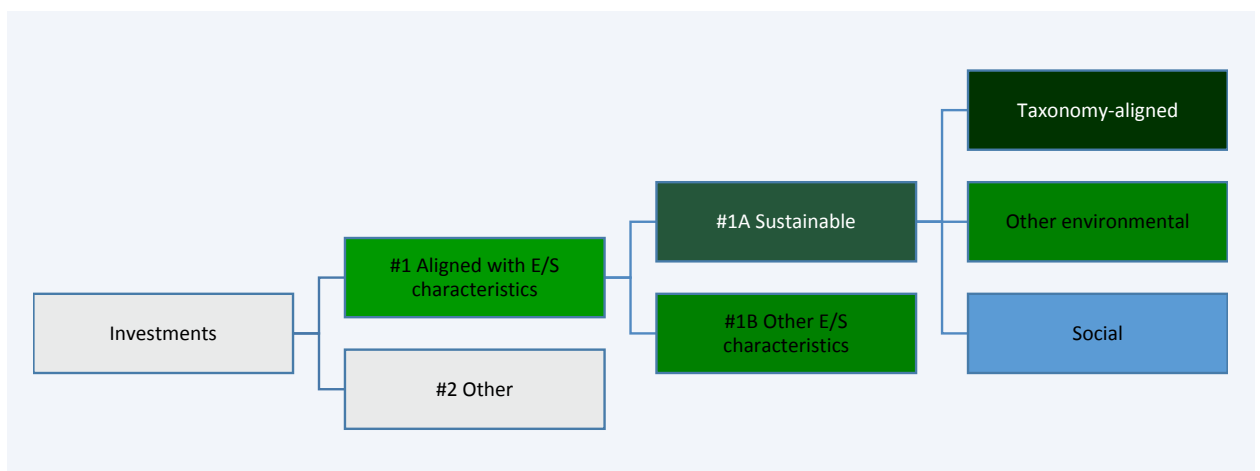 Taxonomy-aligned
#1A Sustainable
Other environmental
#1 Aligned with E/S
characteristics
Investments
#1B Other E/S
characteristics
Social
#2 Other